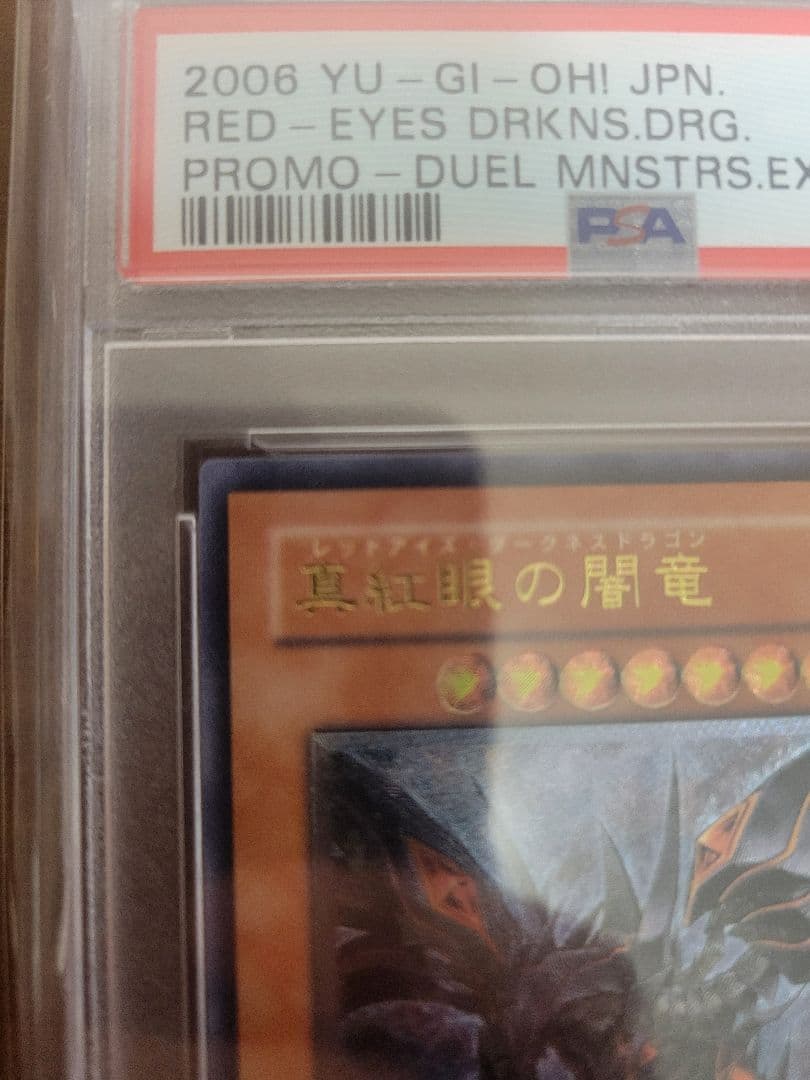 2006 YU-GI-OH! JPN.
RED-EYES DRKNS.DRG.
PROMO-DUEL MNSTRS.EX
PSA
レッドアイズ・ダークネスドラゴン
真紅眼の闇竜